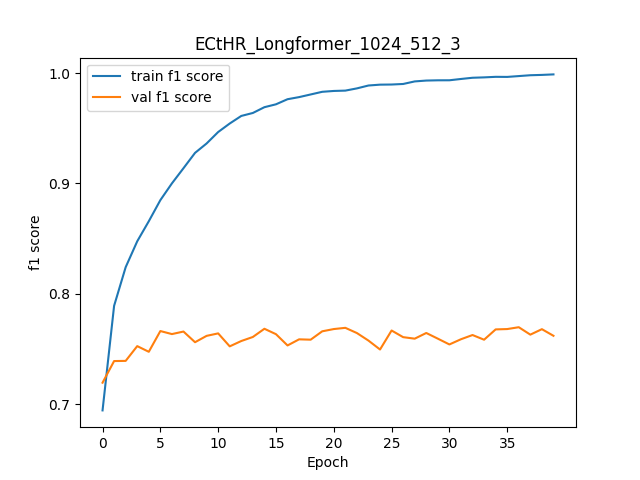 ECtHR_Longformer_1024_512_3
train f1 score
val f1 score
f1 score
1.0
0.9
0.8
0.7
0 5 10 15 20 25 30 35
Epoch